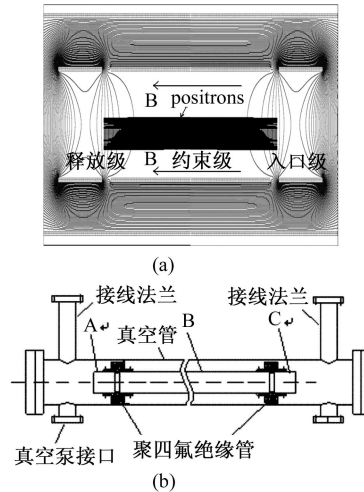 B
positrons
B
释放级 约束级 入口级
(a)
接线法兰 接线法兰
真空管
A↵ B C↵
真空泵接口 聚四氟绝缘管
(b)